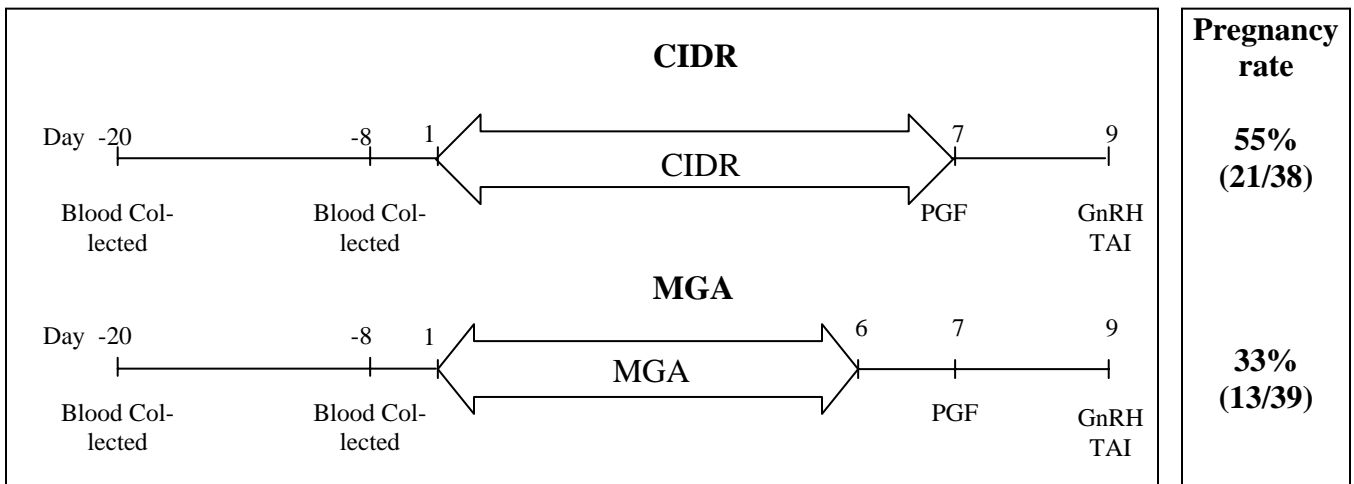 CIDR
Day -20 -8 1 7 9
CIDR
Blood Col-
lected
Blood Col-
lected
PGF
GnRH
TAI
MGA
Day -20 -8 1 6 7 9
MGA
Blood Col-
lected
Blood Col-
lected
PGF
GnRH
TAI
Pregnancy
rate
55%
(21/38)
33%
(13/39)